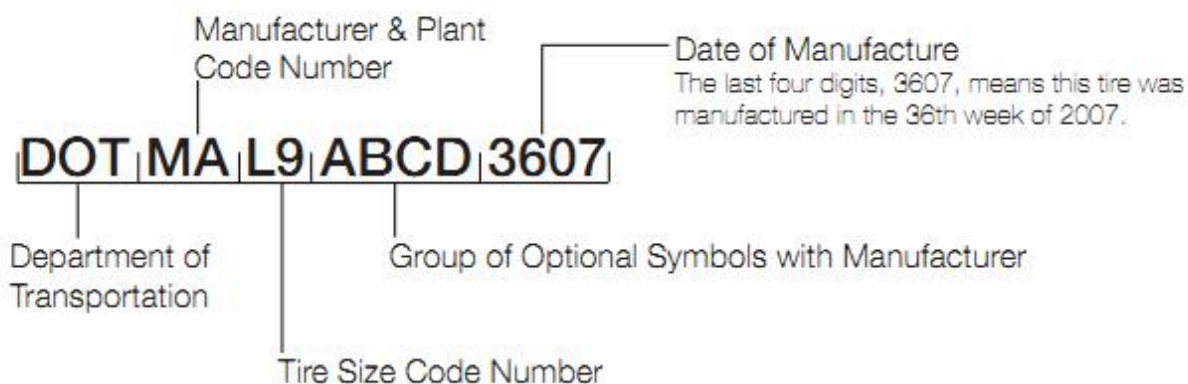 Manufacturer & Plant
Code Number
Date of Manufacture
The last four digits, 3607, means this tire was
manufactured in the 36th week of 2007.
DOT MA L9 ABCD 3607
Department of
Transportation
Group of Optional Symbols with Manufacturer
Tire Size Code Number